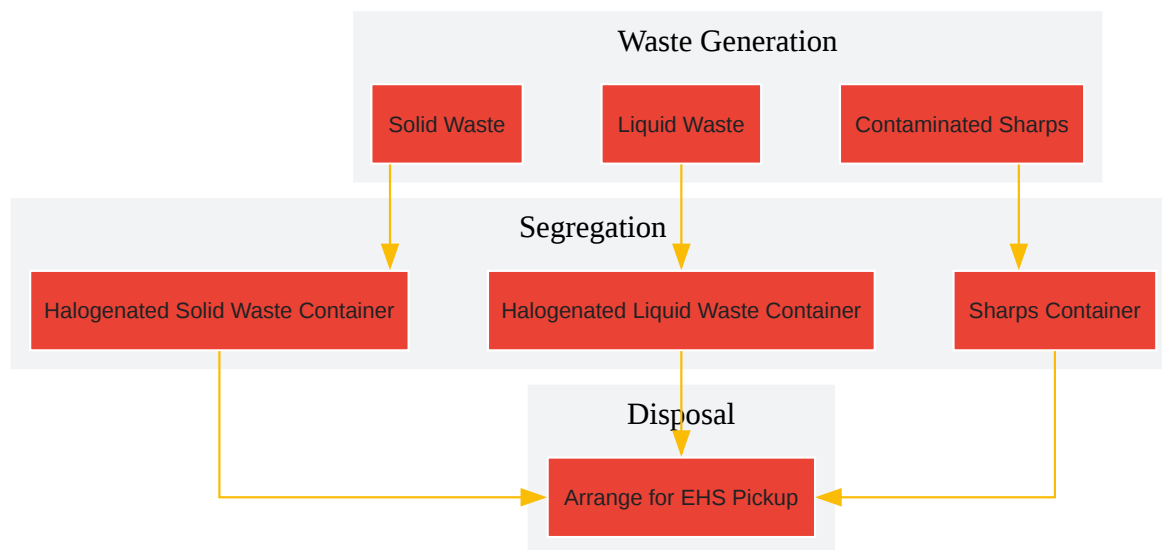 Waste Generation
Solid Waste
Liquid Waste
Contaminated Sharps
Segregation
Halogenated Solid Waste Container
Halogenated Liquid Waste Container
Sharps Container
Disposal
Arrange for EHS Pickup